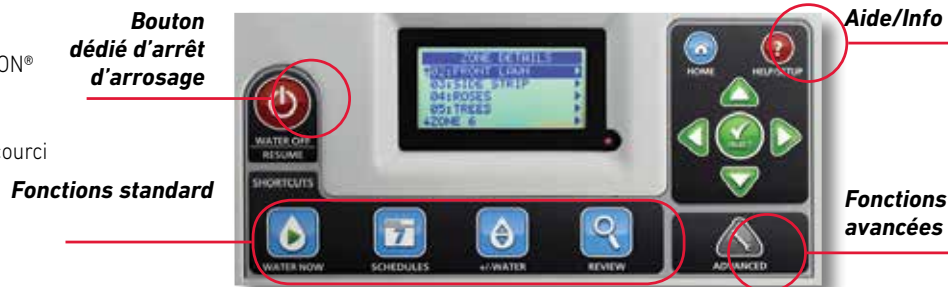 Bouton
dédié d'arrêt
d'arrosage
ON®
courci
Fonctions standard
Aide/Info
Fonctions
avancées
ZONE DETAILS
02:FRONT LAWN
03:SIDE STRIP
04:ROSES
05:TREES
ZONE 6
HOME
HELP/SETUP
SELECT
WATER OFF
RESUME
SHORTCUTS
7
WATER NOW
SCHEDULES
+/-WATER
REVIEW
ADVANCED